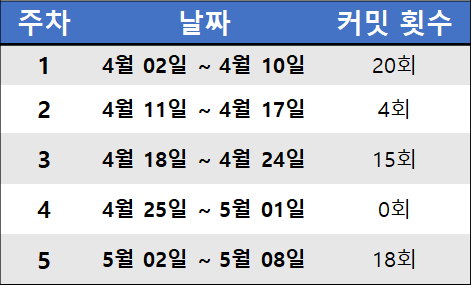 주차 날짜 커밋 횟수
1 4월 02일 ~ 4월 10일 20회
2 4월 11일 ~ 4월 17일 4회
3 4월 18일 ~ 4월 24일 15회
4 4월 25일 ~ 5월 01일 0회
5 5월 02일 ~ 5월 08일 18회